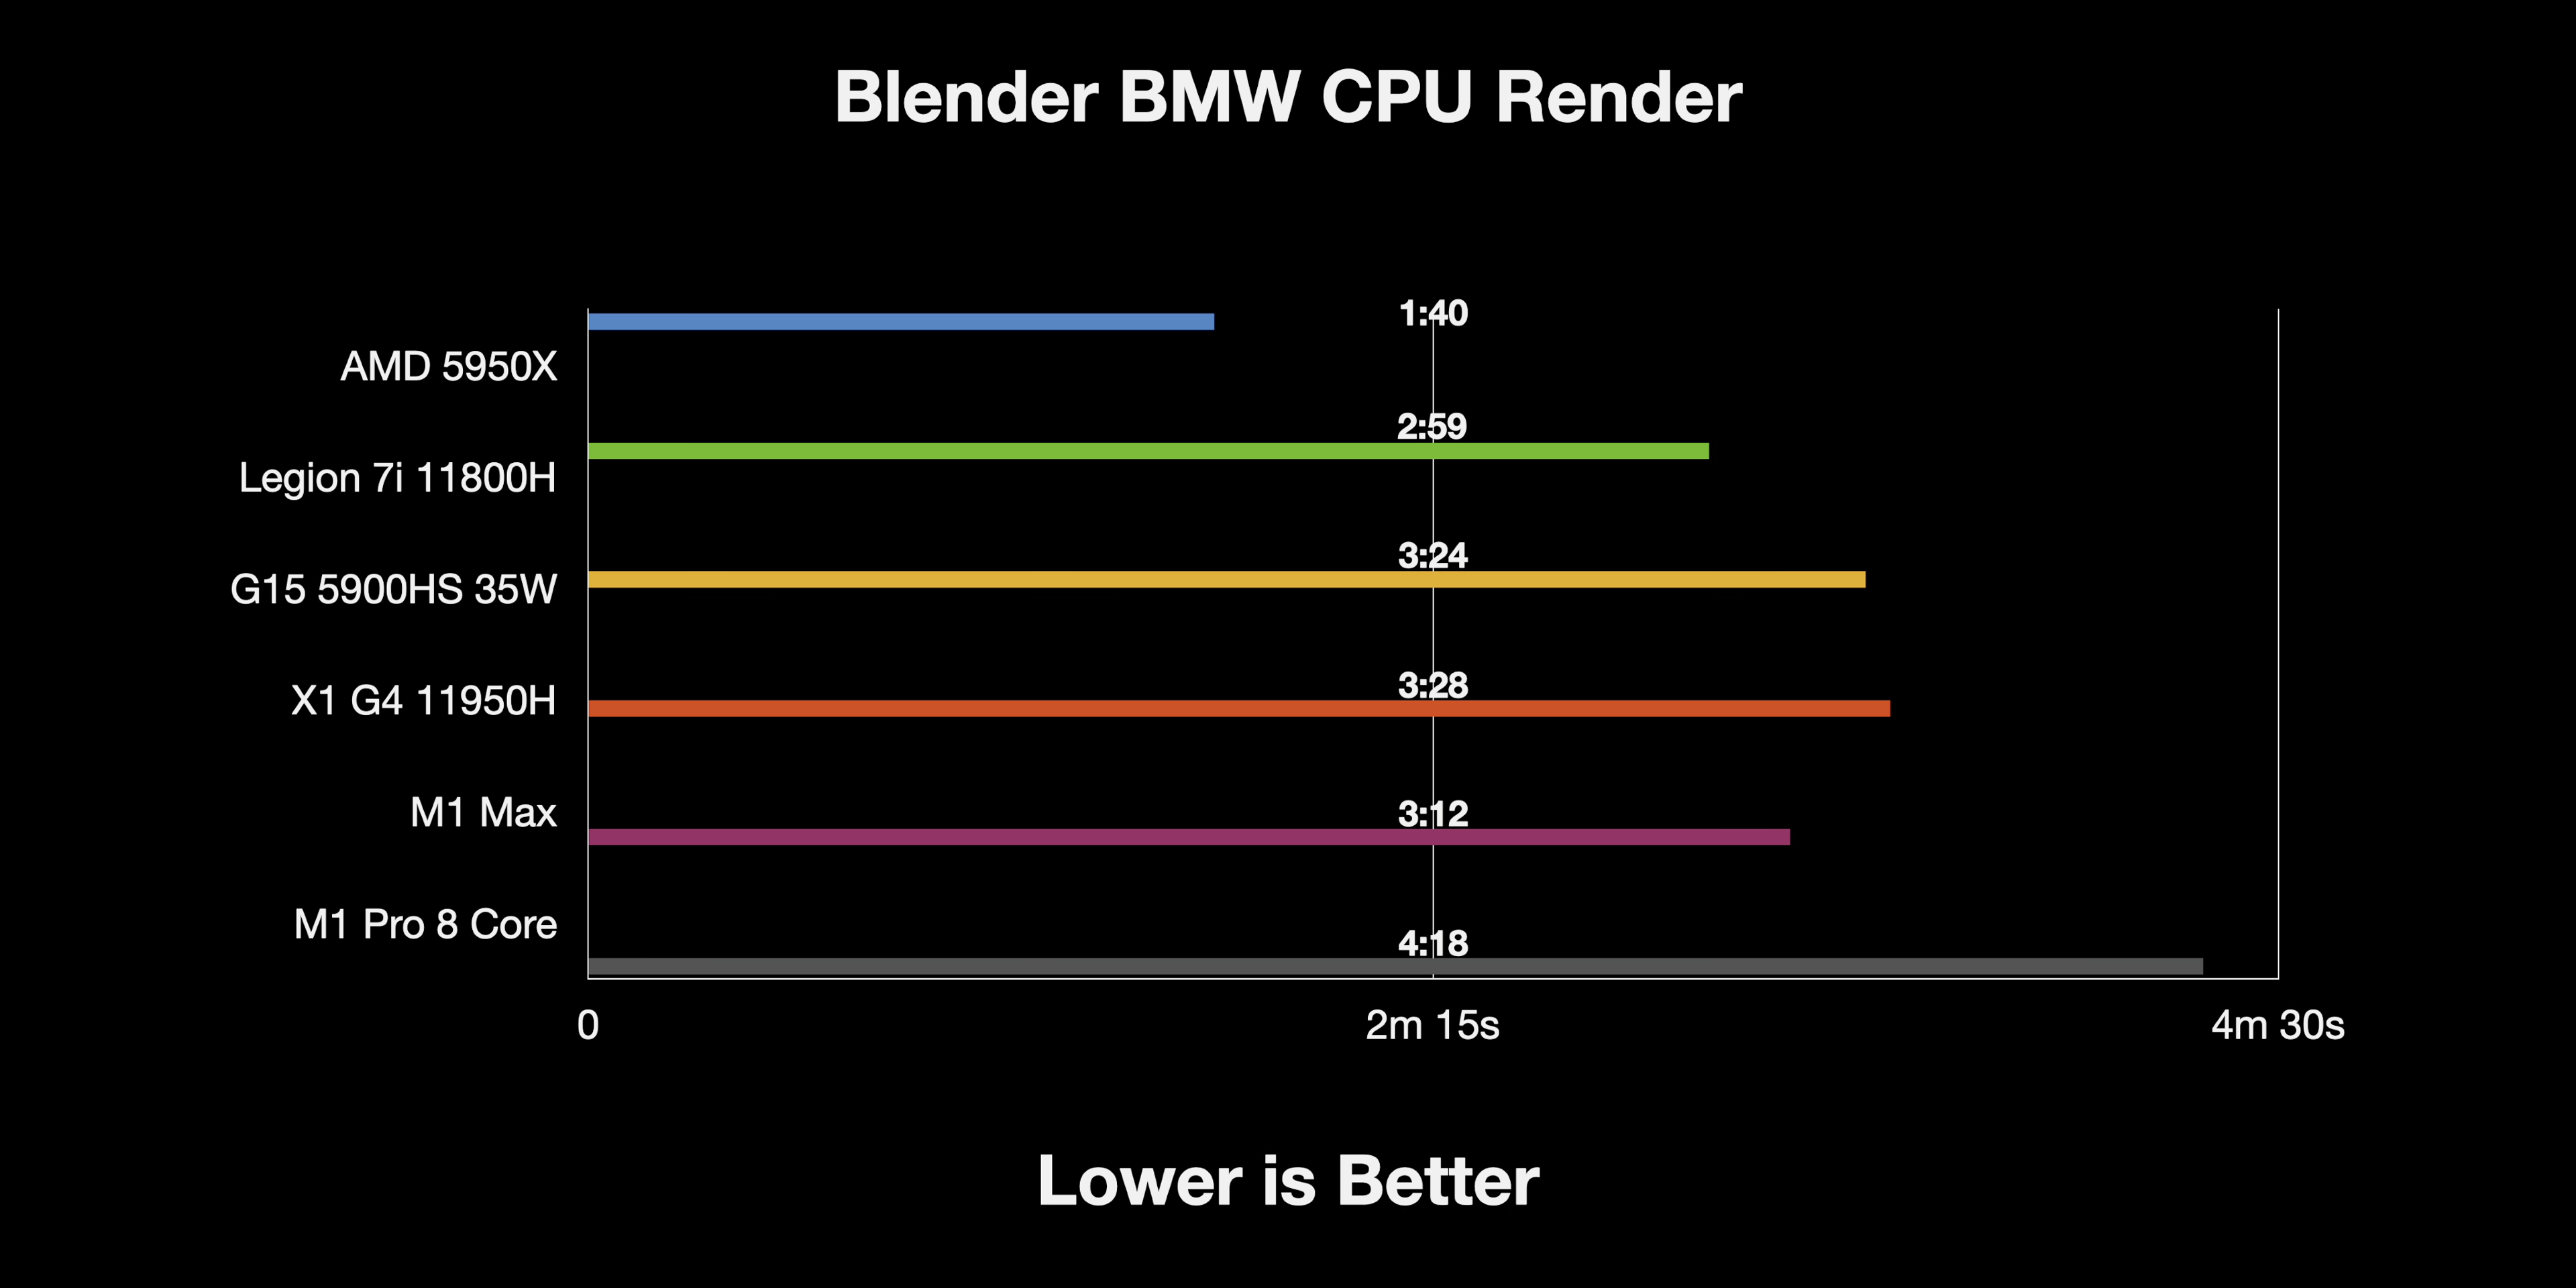 Blender BMW CPU Render
1:40
AMD 5950X
2:59
Legion 7i 11800H
3:24
G15 5900HS 35W
3:28
X1 G4 11950H
3:12
M1 Max
4:18
M1 Pro 8 Core
0
2m 15s
4m 30s
Lower is Better